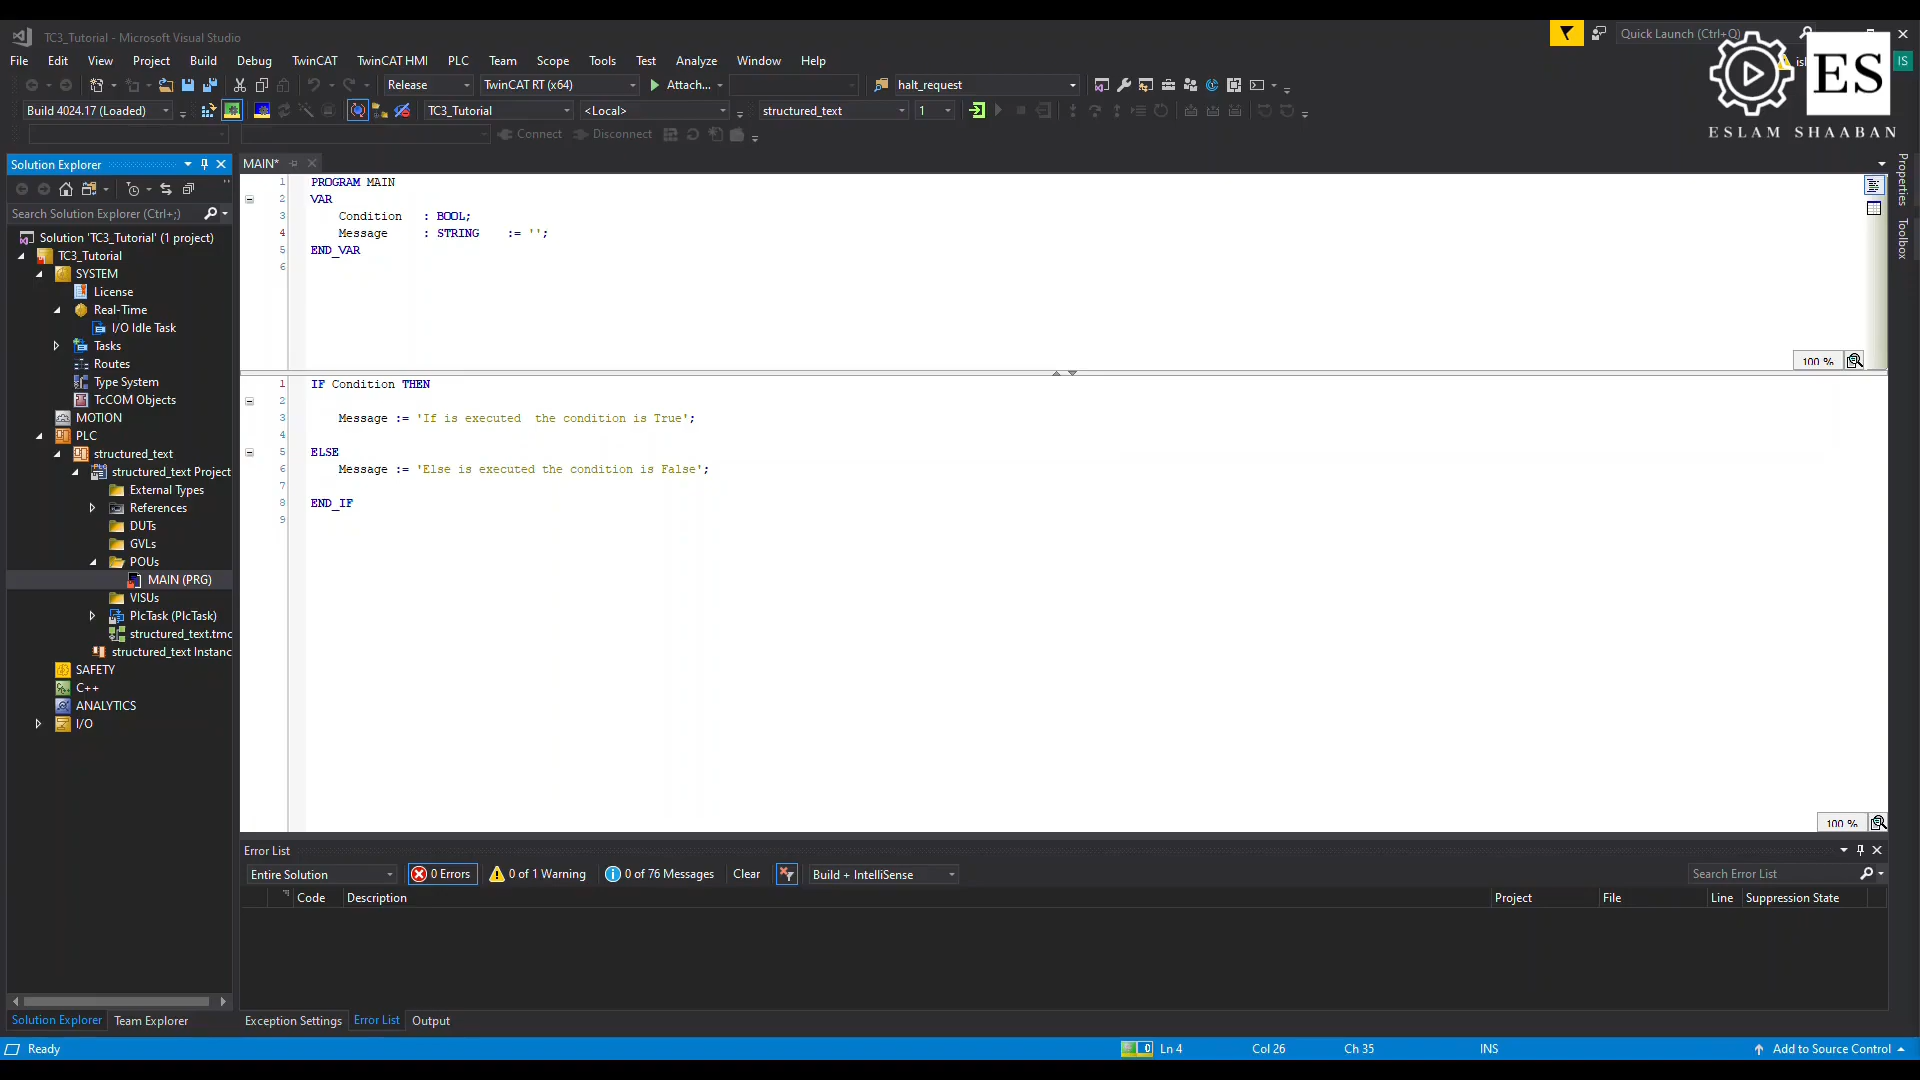 TC3_Tutorial - Microsoft Visual Studio
Quick Launch (Ctrl+Q)
File Edit View Project Build Debug TwinCAT TwinCAT HMI PLC Team Scope Tools Test Analyze Window Help
IS
ES
ESLAM SHAABAN
Release TwinCAT RT (x64) Attach... halt_request
Build 4024.17 (Loaded) TC3_Tutorial <Local> structured_text 1
Connect Disconnect
Solution Explorer
MAIN*
Properties
Toolbox
Search Solution Explorer (Ctrl+;)
Solution 'TC3_Tutorial' (1 project)
TC3_Tutorial
SYSTEM
License
Real-Time
I/O Idle Task
Tasks
Routes
Type System
TcCOM Objects
MOTION
PLC
structured_text
structured_text Project
External Types
References
DUTs
GVLs
POUs
MAIN (PRG)
VISUs
PlcTask (PlcTask)
structured_text.tmc
structured_text Instanc
SAFETY
C++
ANALYTICS
I/O
1 PROGRAM MAIN
2 VAR
3 Condition : BOOL;
4 Message : STRING := '';
5 END_VAR
6
100 %
1 IF Condition THEN
2
3 Message := 'If is executed  the condition is True';
4
5 ELSE
6 Message := 'Else is executed the condition is False';
7
8 END_IF
9
100 %
Error List
Entire Solution 0 Errors 0 of 1 Warning 0 of 76 Messages Clear Build + IntelliSense Search Error List
Code Description Project File Line Suppression State
Solution Explorer Team Explorer Exception Settings Error List Output
Ready 0 Ln 4 Col 26 Ch 35 INS Add to Source Control